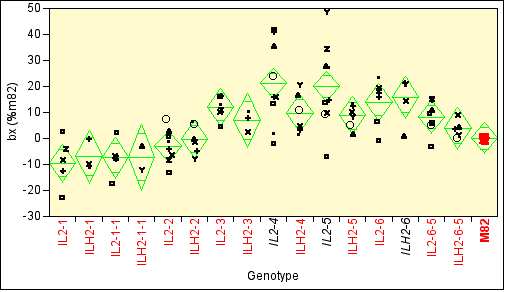 50
40
30
20
10
0
-10
-20
-30
bx (%m82)
IL2-1
ILH2-1
IL2-1-1
ILH2-1-1
IL2-2
ILH2-2
IL2-3
ILH2-3
IL2-4
ILH2-4
IL2-5
ILH2-5
IL2-6
ILH2-6
IL2-6-5
ILH2-6-5
M82
Genotype